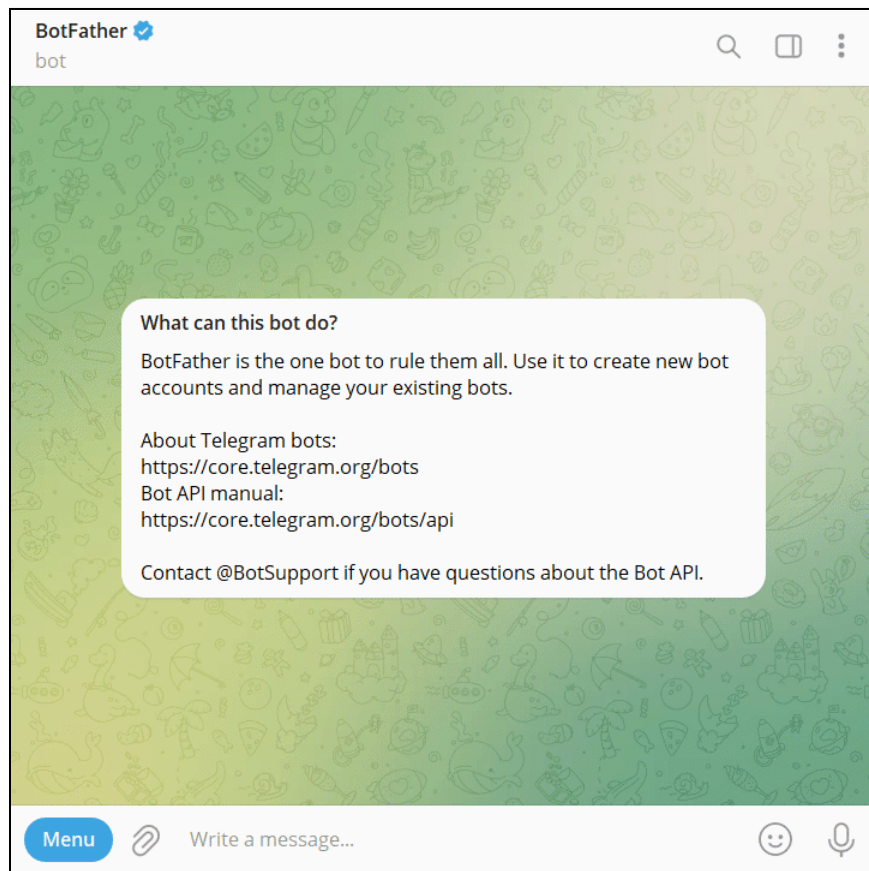 BotFather
bot
What can this bot do?
BotFather is the one bot to rule them all. Use it to create new bot
accounts and manage your existing bots.
About Telegram bots:
https://core.telegram.org/bots
Bot API manual:
https://core.telegram.org/bots/api
Contact @BotSupport if you have questions about the Bot API.
Menu
Write a message...